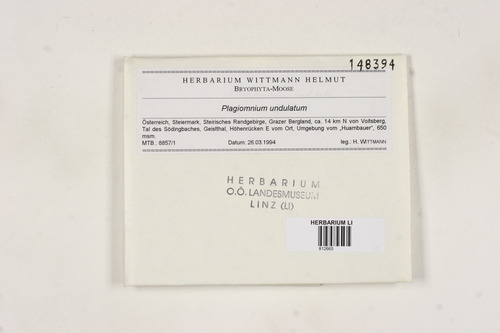 148394
HERBARIUM WITTMANN HELMUT
BRYOPHYTA-MOOSE
Plagiomnium undulatum
Österreich, Steiermark, Steirisches Randgebirge, Grazer Bergland, ca. 14 km N von Voitsberg,
Tal des Södingbaches, Geistthal, Höhenrücken E vom Ort, Umgebung vom „Huambauer“, 650
msm.
MTB.: 8857/1 Datum: 26.03.1994 leg.: H. WITTMANN
HERBARIUM
O.Ö. LANDESMUSEUM
LINZ (LI)
HERBARIUM LI